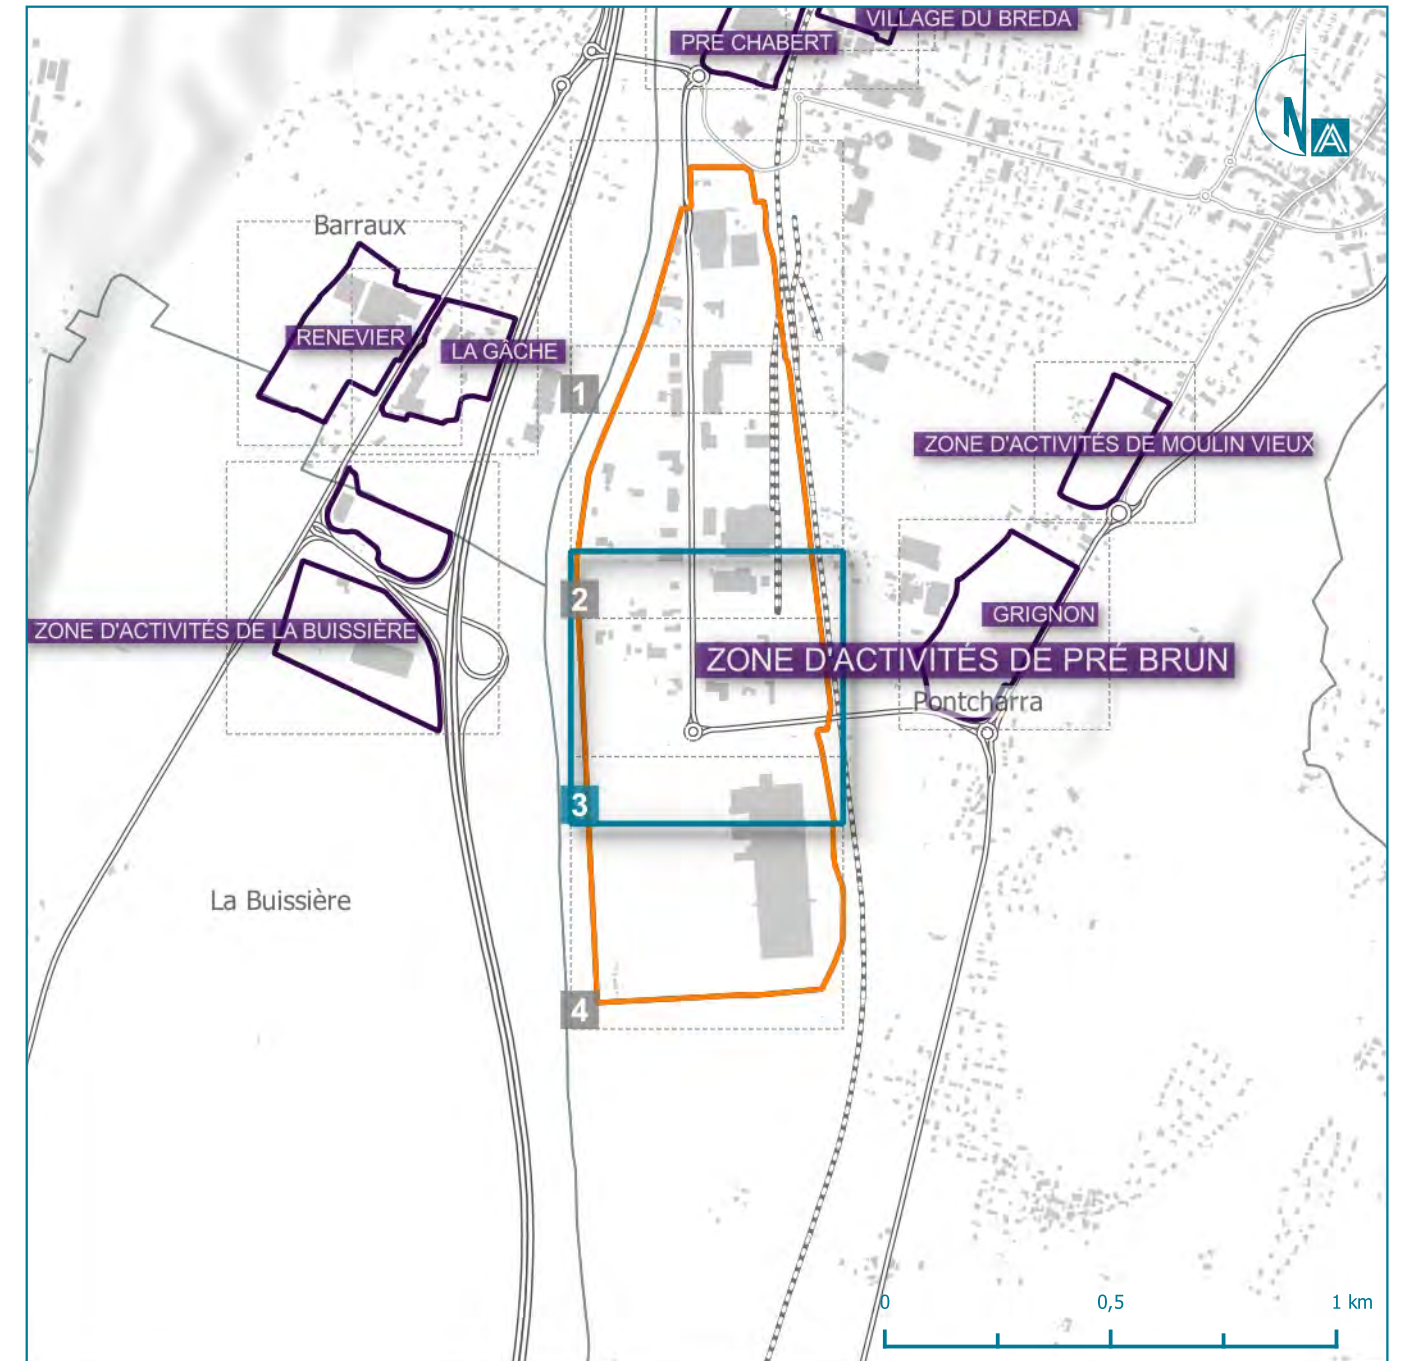 VILLAGE DU BREDA
PRE CHABERT
N
Barraux
RENEVIER
LA GÂCHE
1
ZONE D'ACTIVITÉS DE MOULIN VIEUX
2
GRIGNON
ZONE D'ACTIVITÉS DE LA BUISSIÈRE
ZONE D'ACTIVITÉS DE PRÉ BRUN
Pontcharra
3
La Buissière
4
0 0,5 1 km